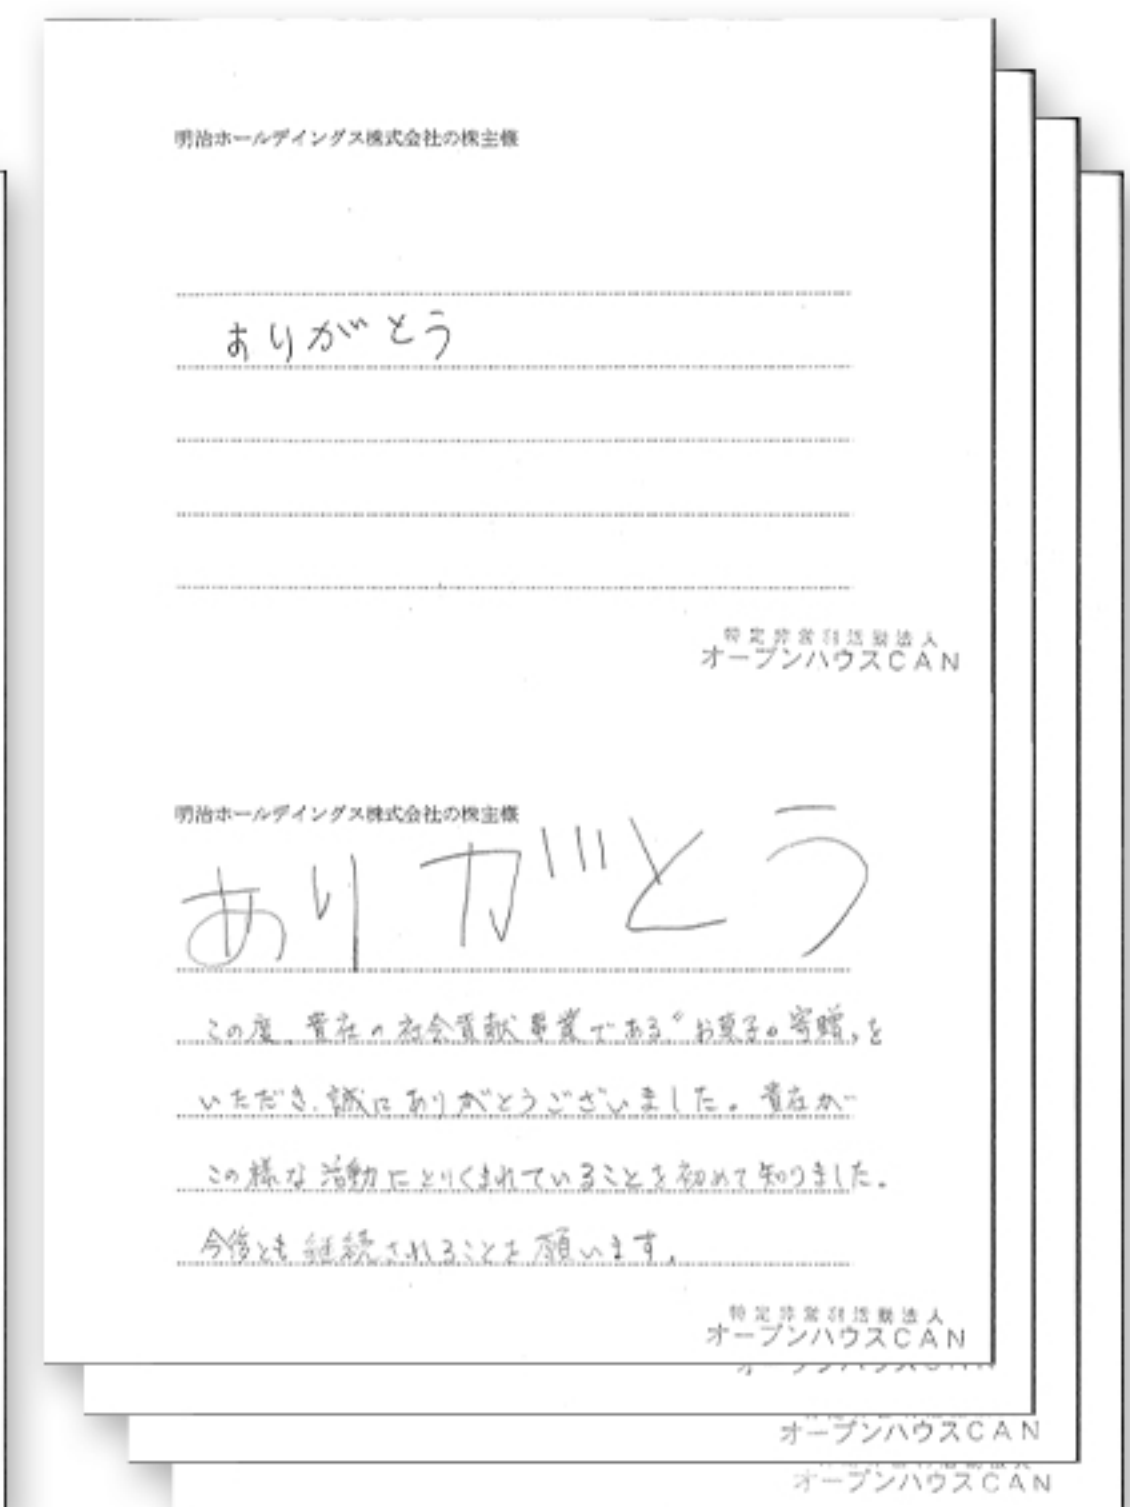 明治ホールデイングス株式会社の株主様
ありがとう
特定非営利活動法人
オープンハウスCAN
明治ホールデイングス株式会社の株主様
ありがとう
この度、貴社の社会貢献事業である“お菓子の寄贈”を
いただき、誠にありがとうございました。貴社が
この様な活動にとりくまれていることを初めて知りました。
今後とも継続されることを願います。
特定非営利活動法人
オープンハウスCAN
オープンハウスCAN
オープンハウスCAN